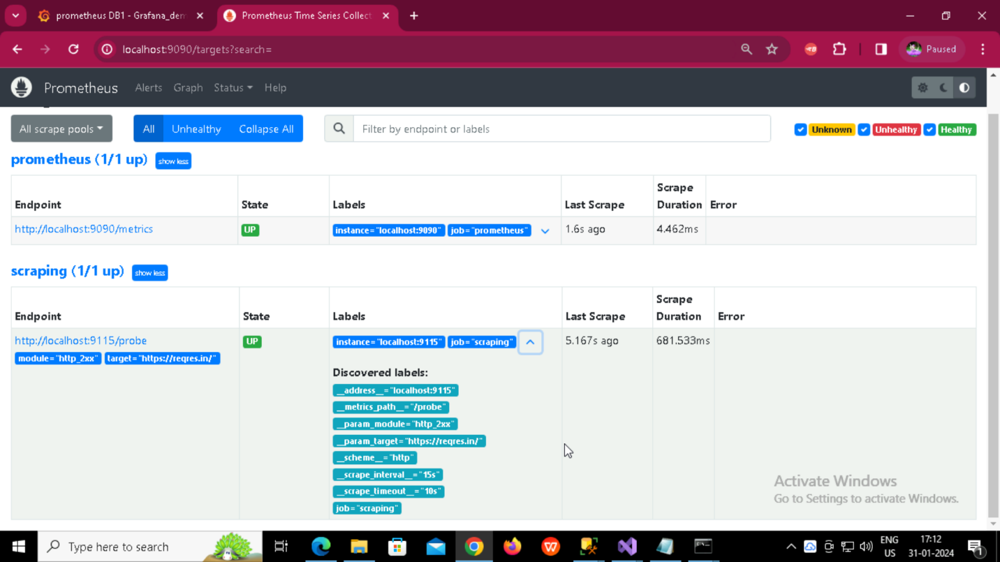 prometheus DB1 - Grafana_dem
Prometheus Time Series Collect
localhost:9090/targets?search=
Paused
Prometheus Alerts Graph Status Help
All scrape pools All Unhealthy Collapse All Filter by endpoint or labels Unknown Unhealthy Healthy
prometheus (1/1 up) show less
Endpoint State Labels Last Scrape Scrape Duration Error
http://localhost:9090/metrics UP instance="localhost:9090" job="prometheus" 1.6s ago 4.462ms
scraping (1/1 up) show less
Endpoint State Labels Last Scrape Scrape Duration Error
http://localhost:9115/probe UP instance="localhost:9115" job="scraping" 5.167s ago 681.533ms
module="http_2xx" target="https://reqres.in/"
Discovered labels:
__address__="localhost:9115"
__metrics_path__="/probe"
__param_module="http_2xx"
__param_target="https://reqres.in/"
__scheme__="http"
__scrape_interval__="15s"
__scrape_timeout__="10s"
job="scraping"
Activate Windows
Go to Settings to activate Windows.
Type here to search
ENG
US
17:12
31-01-2024
1